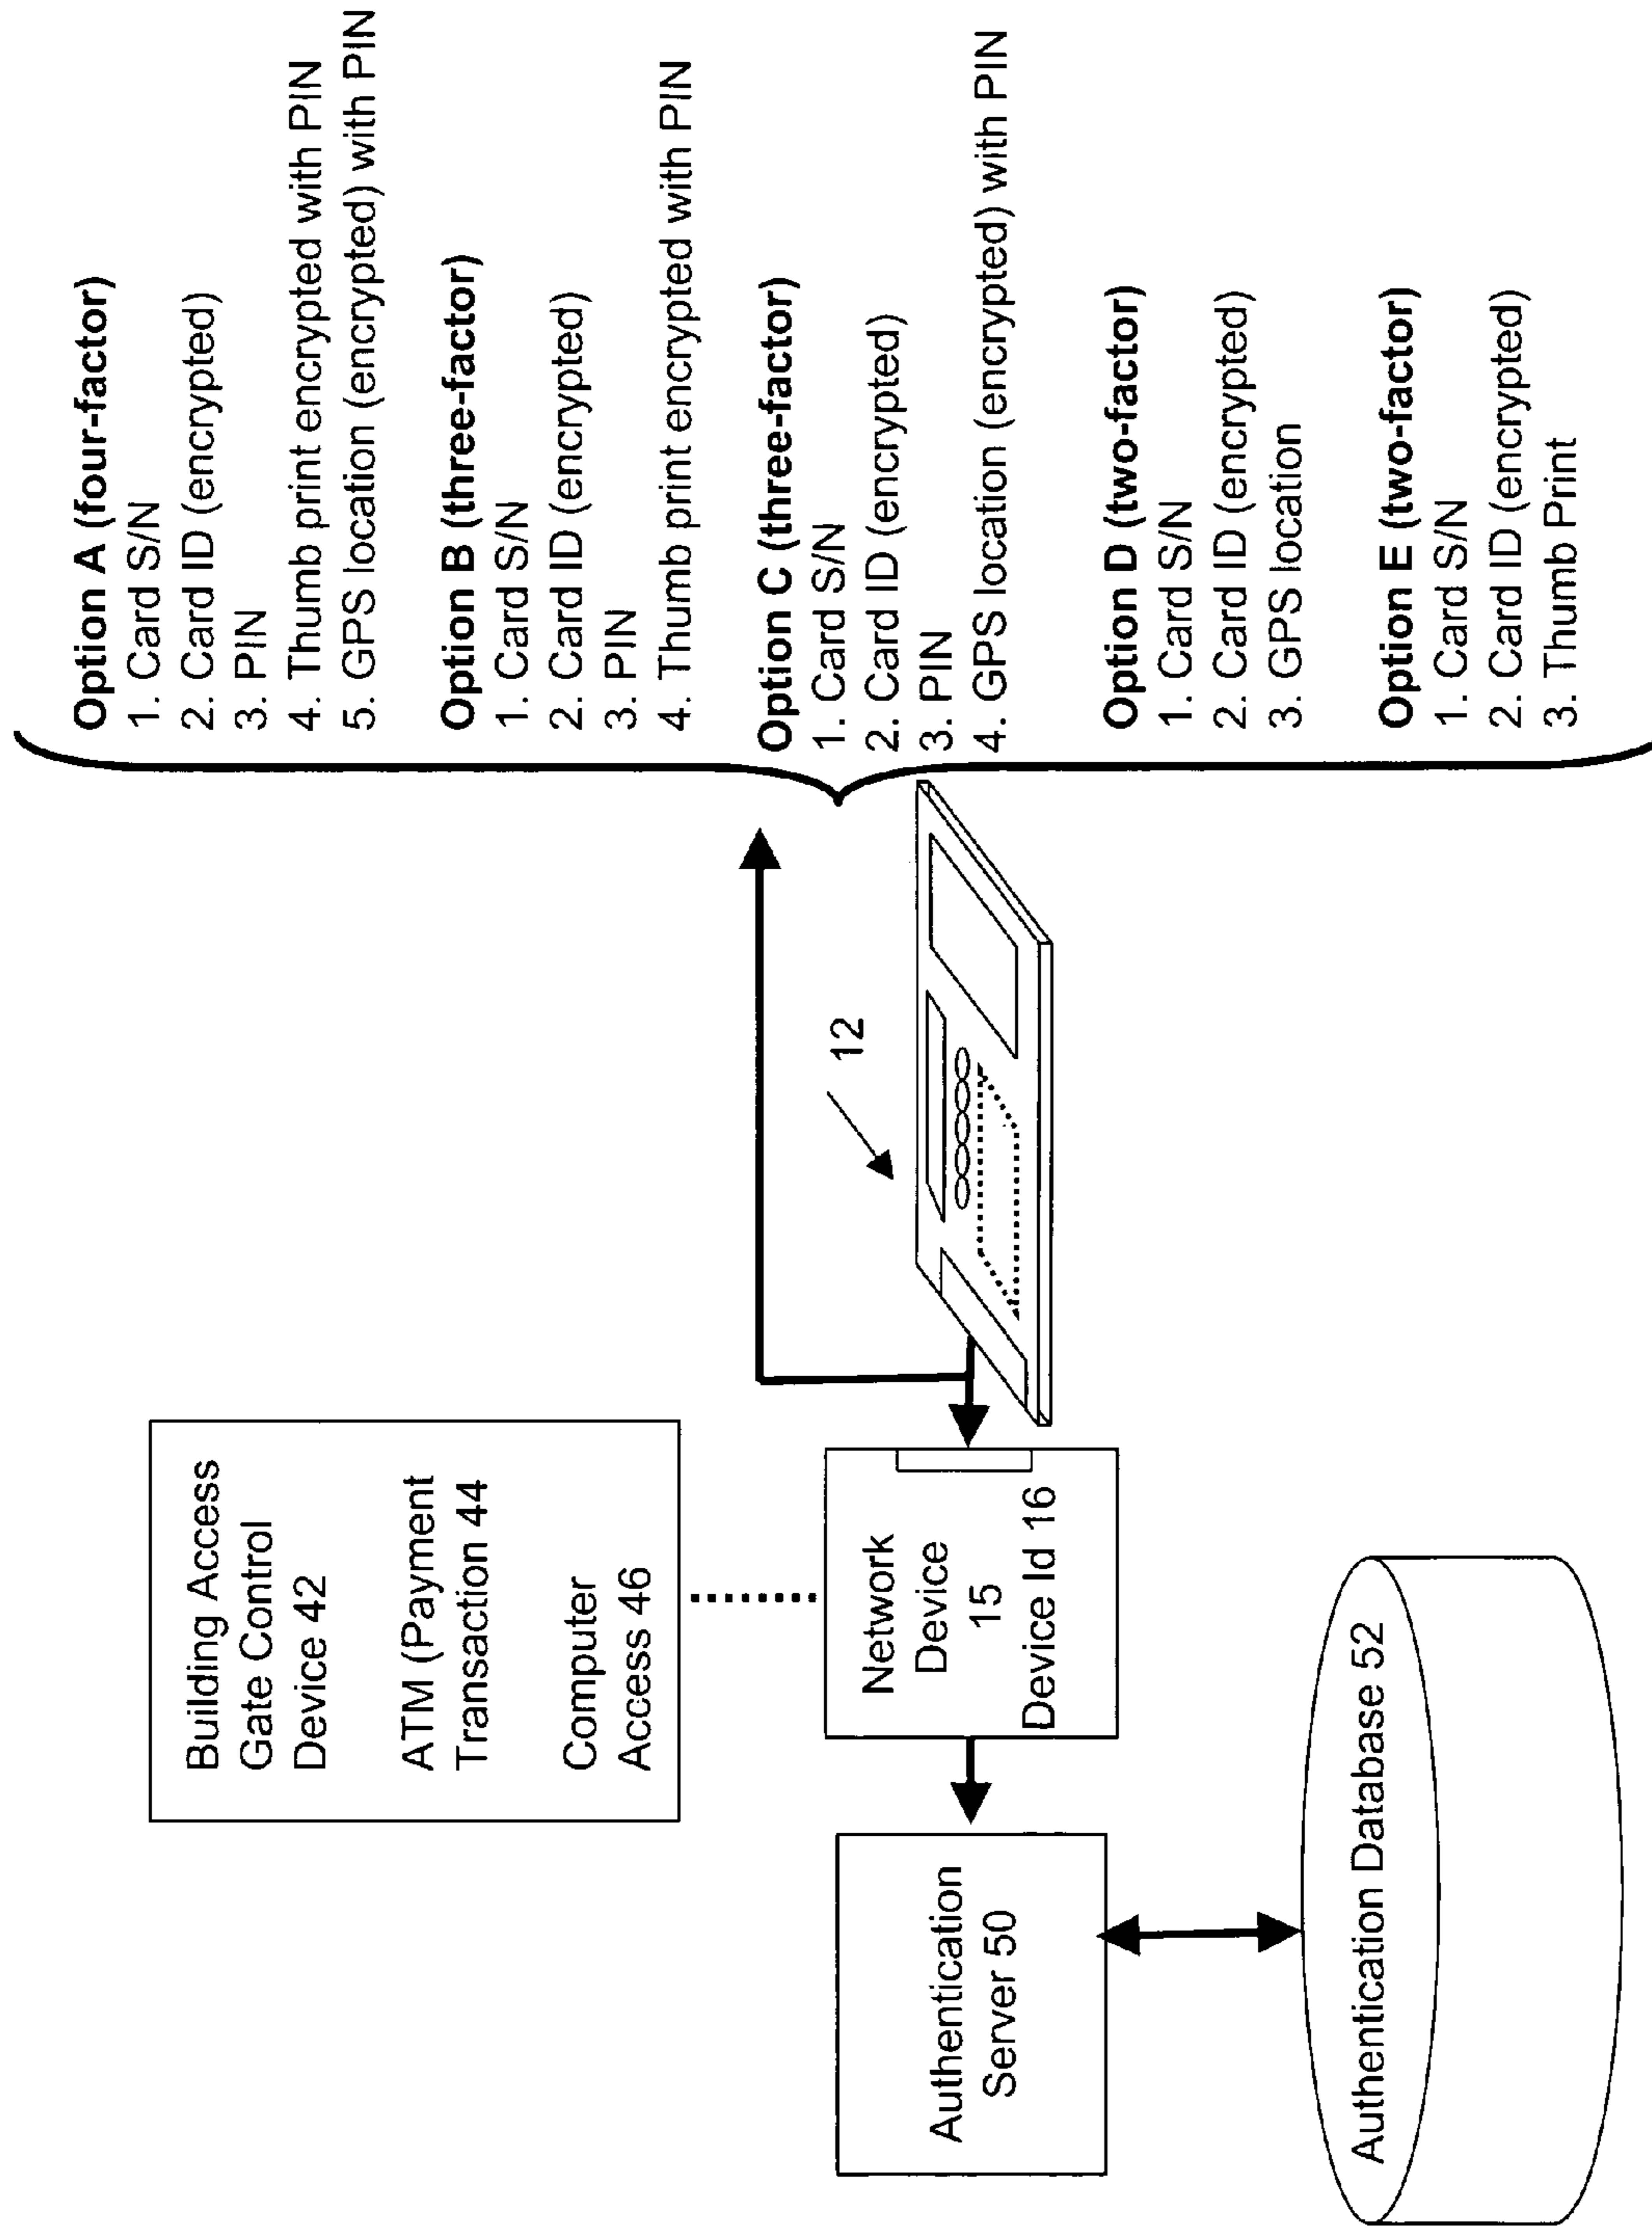 Building Access
Gate Control
Device 42
ATM (Payment
Transaction 44
Computer
Access 46
Authentication
Server 50
Network
Device
15
Device Id 16
12
Authentication Database 52
Option A (four-factor)
1. Card S/N
2. Card ID (encrypted)
3. PIN
4. Thumb print encrypted with PIN
5. GPS location (encrypted) with PIN
Option B (three-factor)
1. Card S/N
2. Card ID (encrypted)
3. PIN
4. Thumb print encrypted with PIN
Option C (three-factor)
1. Card S/N
2. Card ID (encrypted)
3. PIN
4. GPS location (encrypted) with PIN
Option D (two-factor)
1. Card S/N
2. Card ID (encrypted)
3. GPS location
Option E (two-factor)
1. Card S/N
2. Card ID (encrypted)
3. Thumb Print